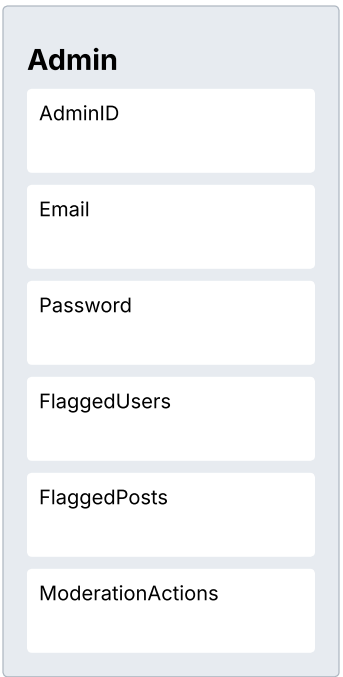 Admin
AdminID
Email
Password
FlaggedUsers
FlaggedPosts
ModerationActions